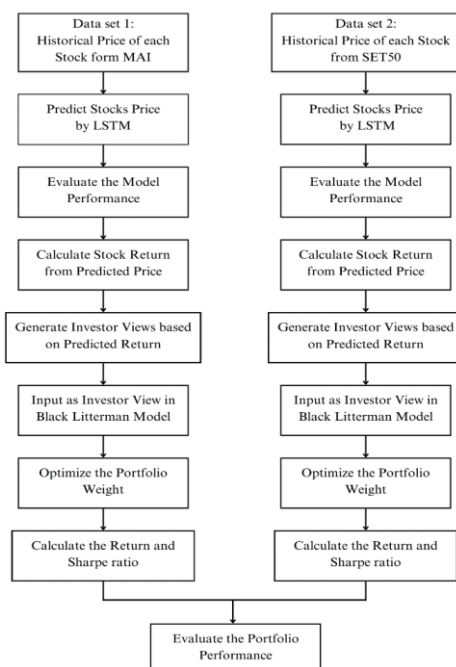 Data set 1:
Historical Price of each
Stock form MAI
Predict Stocks Price
by LSTM
Evaluate the Model
Performance
Calculate Stock Return
from Predicted Price
Generate Investor Views based
on Predicted Return
Input as Investor View in
Black Litterman Model
Optimize the Portfolio
Weight
Calculate the Return and
Sharpe ratio
Data set 2:
Historical Price of each Stock
from SET50
Predict Stocks Price
by LSTM
Evaluate the Model
Performance
Calculate Stock Return
from Predicted Price
Generate Investor Views based
on Predicted Return
Input as Investor View in
Black Litterman Model
Optimize the Portfolio
Weight
Calculate the Return and
Sharpe ratio
Evaluate the Portfolio
Performance